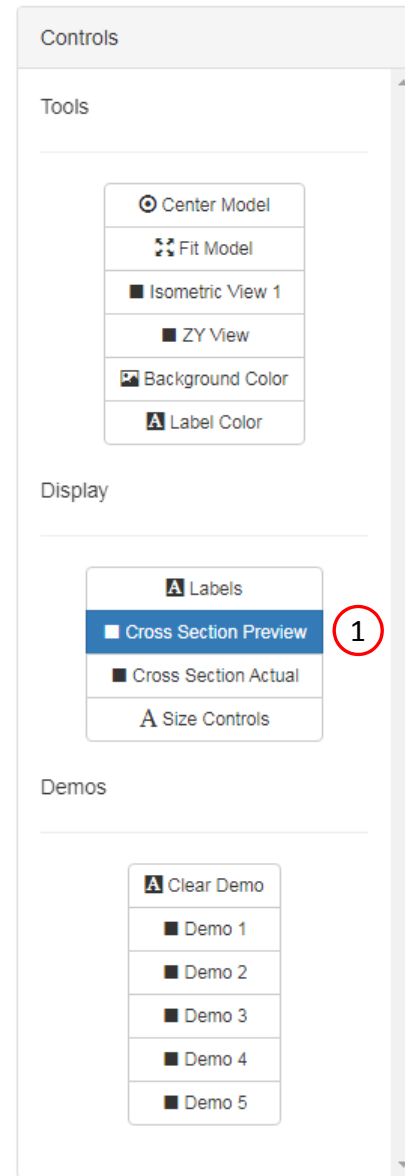 Controls
Tools
Center Model
Fit Model
Isometric View 1
ZY View
Background Color
A Label Color
Display
A Labels
Cross Section Preview
1
Cross Section Actual
A Size Controls
Demos
A Clear Demo
Demo 1
Demo 2
Demo 3
Demo 4
Demo 5